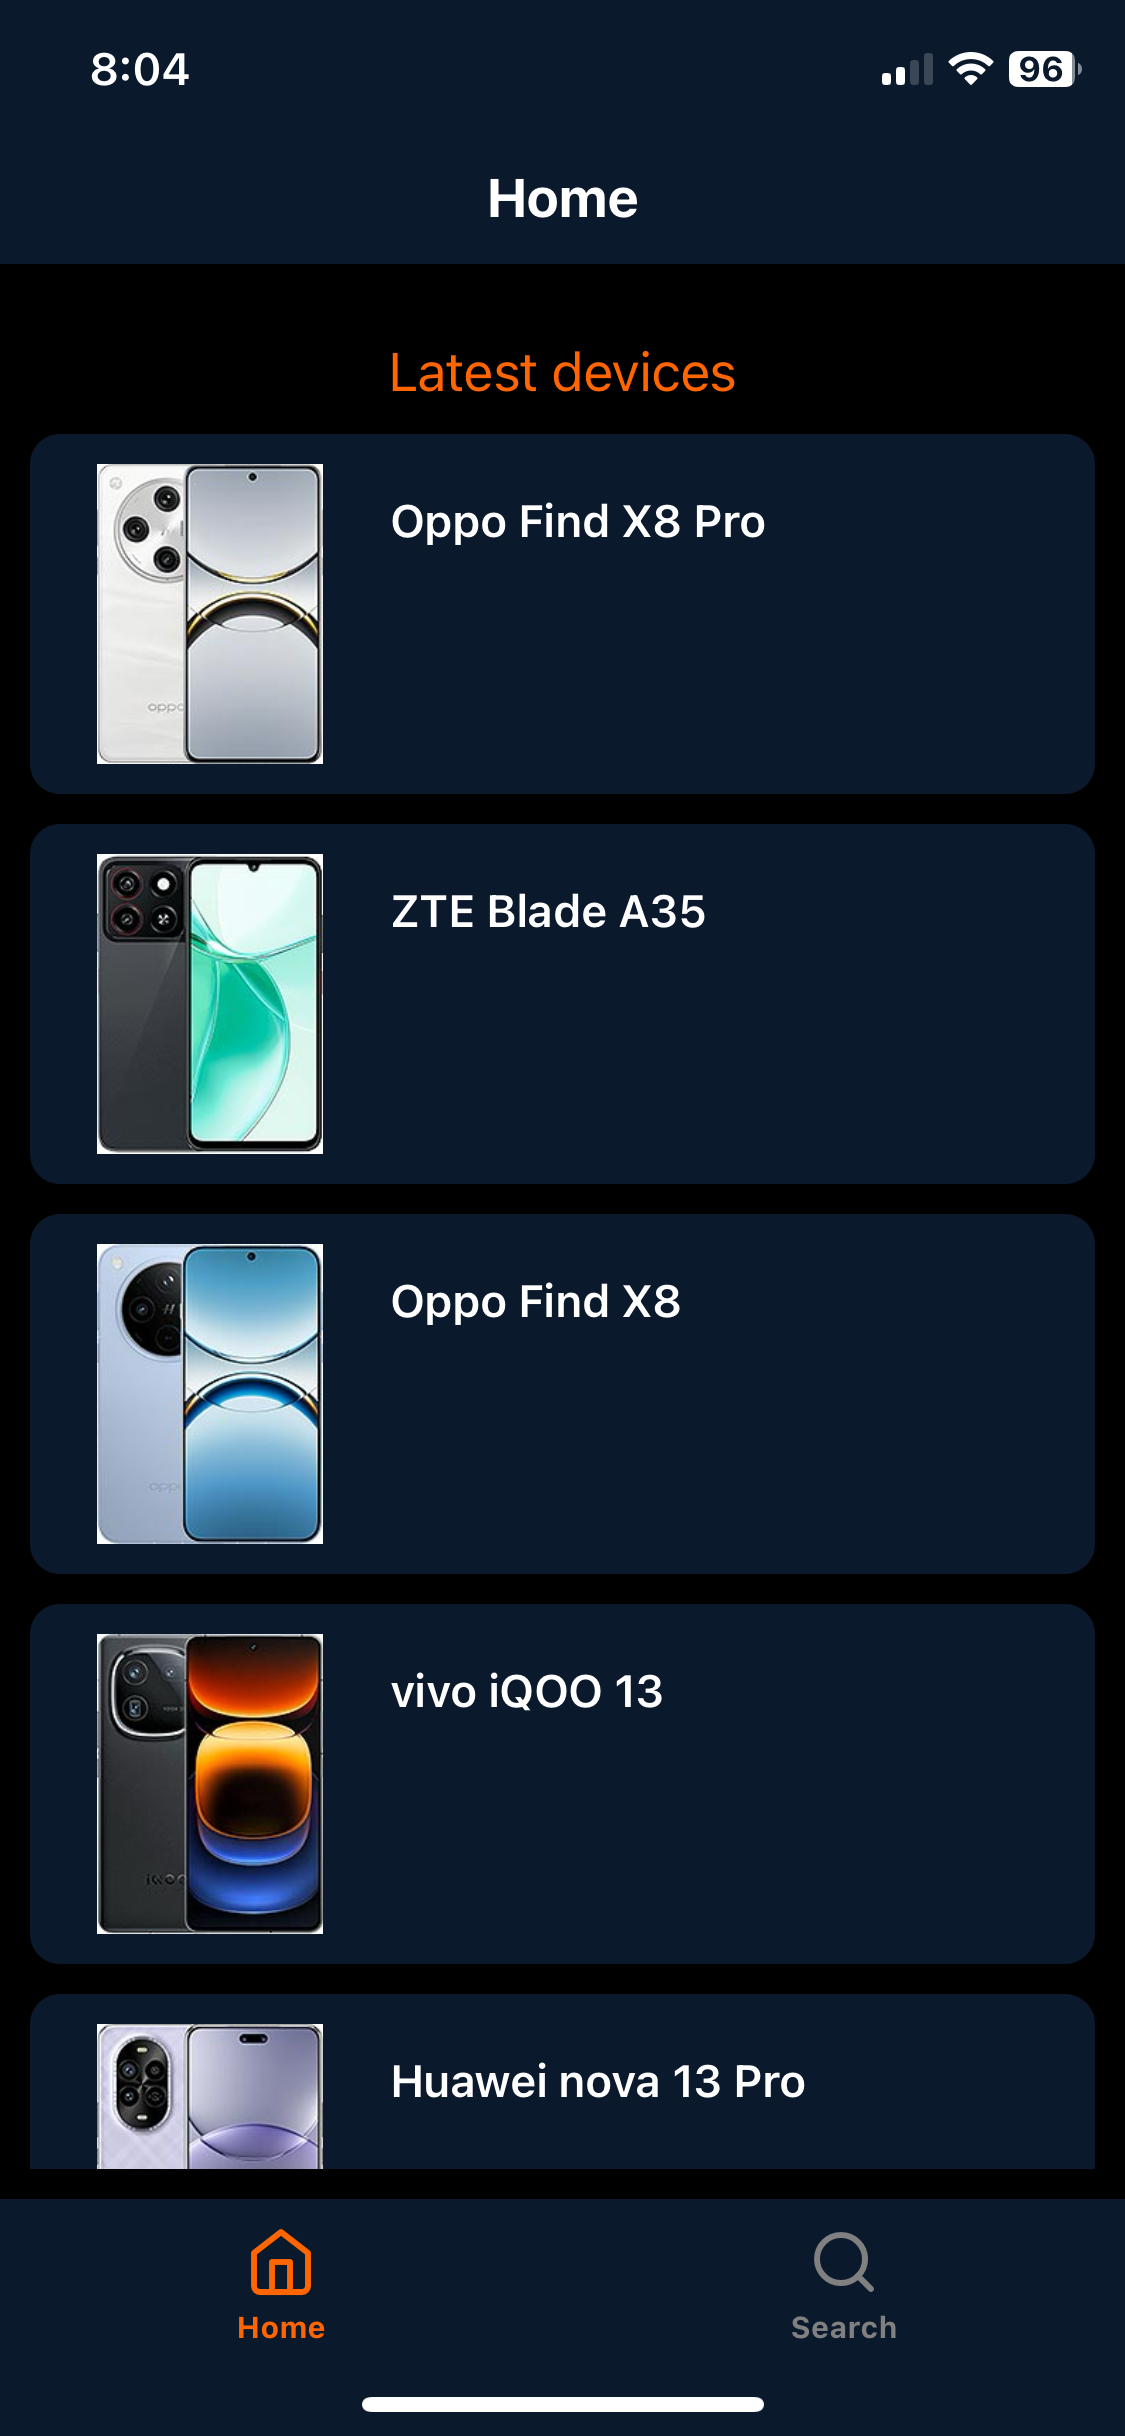 8:04
96
Home
Latest devices
Oppo Find X8 Pro
oppo
ZTE Blade A35
Oppo Find X8
vivo iQOO 13
Huawei nova 13 Pro
Home
Search